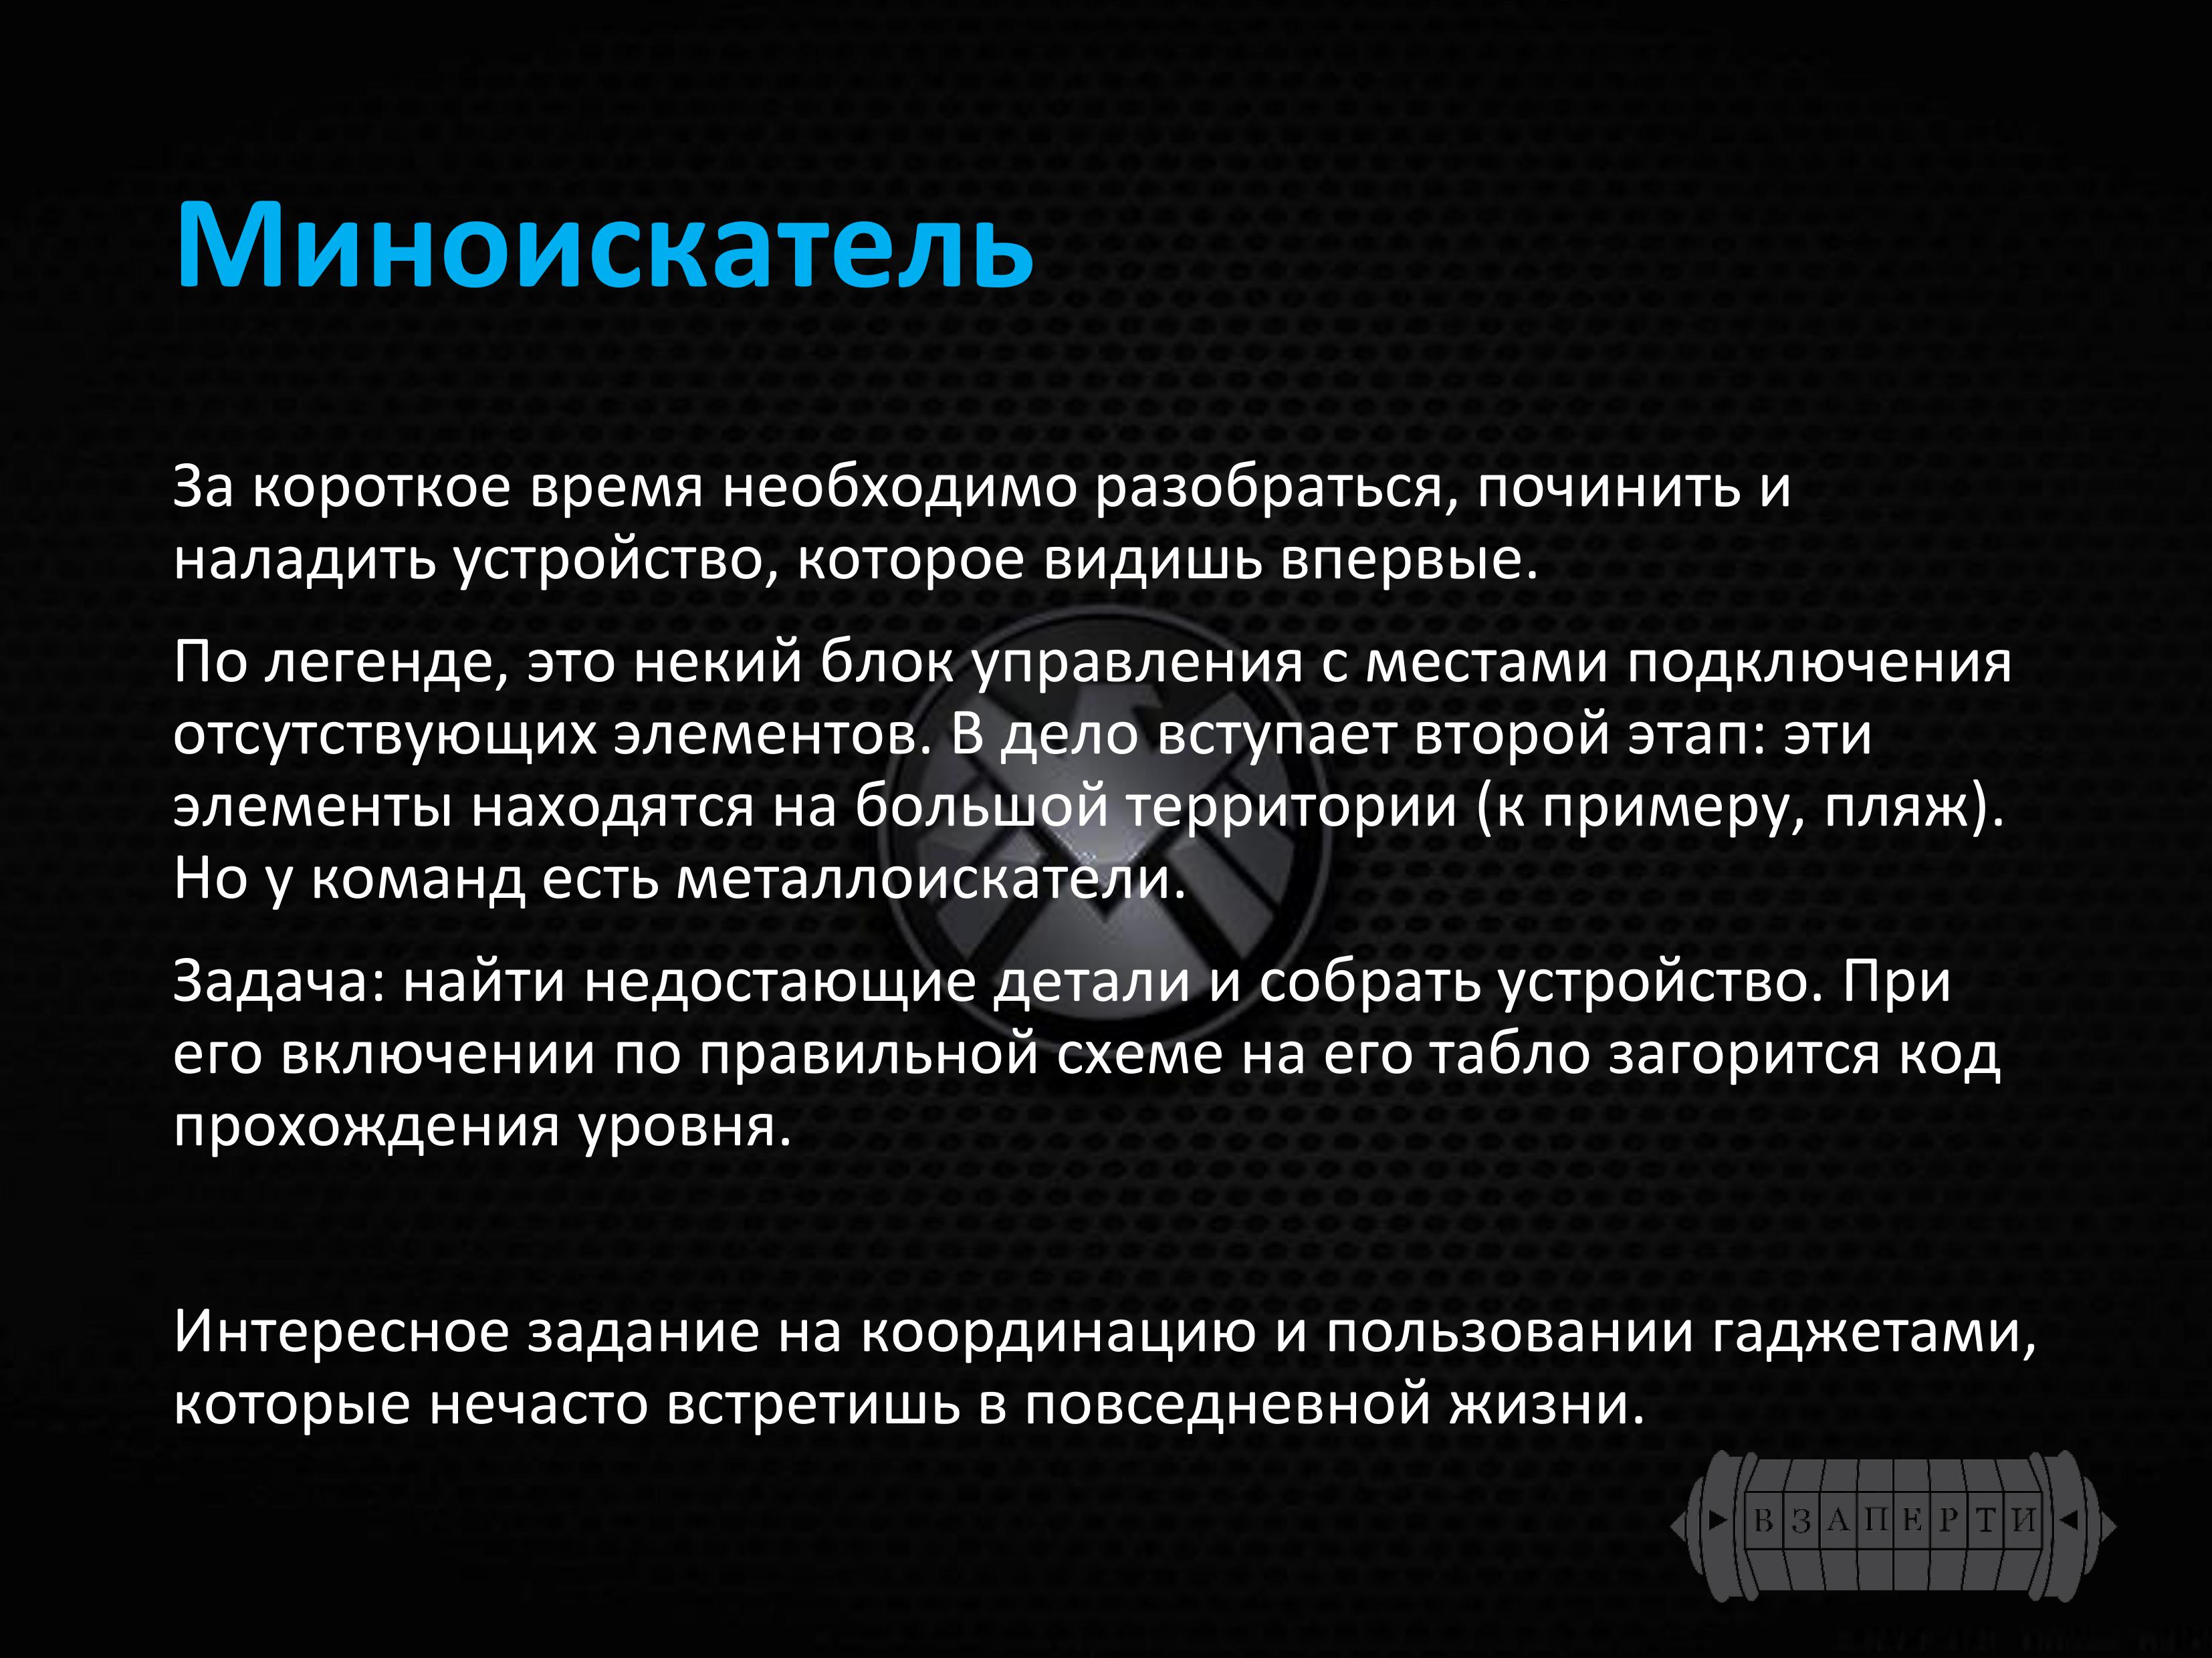 Миноискатель
За короткое время необходимо разобраться, починить и
наладить устройство, которое видишь впервые.
По легенде, это некий блок управления с местами подключения
отсутствующих элементов. В дело вступает второй этап: эти
элементы находятся на большой территории (к примеру, пляж).
Но у команд есть металлоискатели.
Задача: найти недостающие детали и собрать устройство. При
его включении по правильной схеме на его табло загорится код
прохождения уровня.
Интересное задание на координацию и пользовании гаджетами,
которые нечасто встретишь в повседневной жизни.
ВЗАПЕРТИ